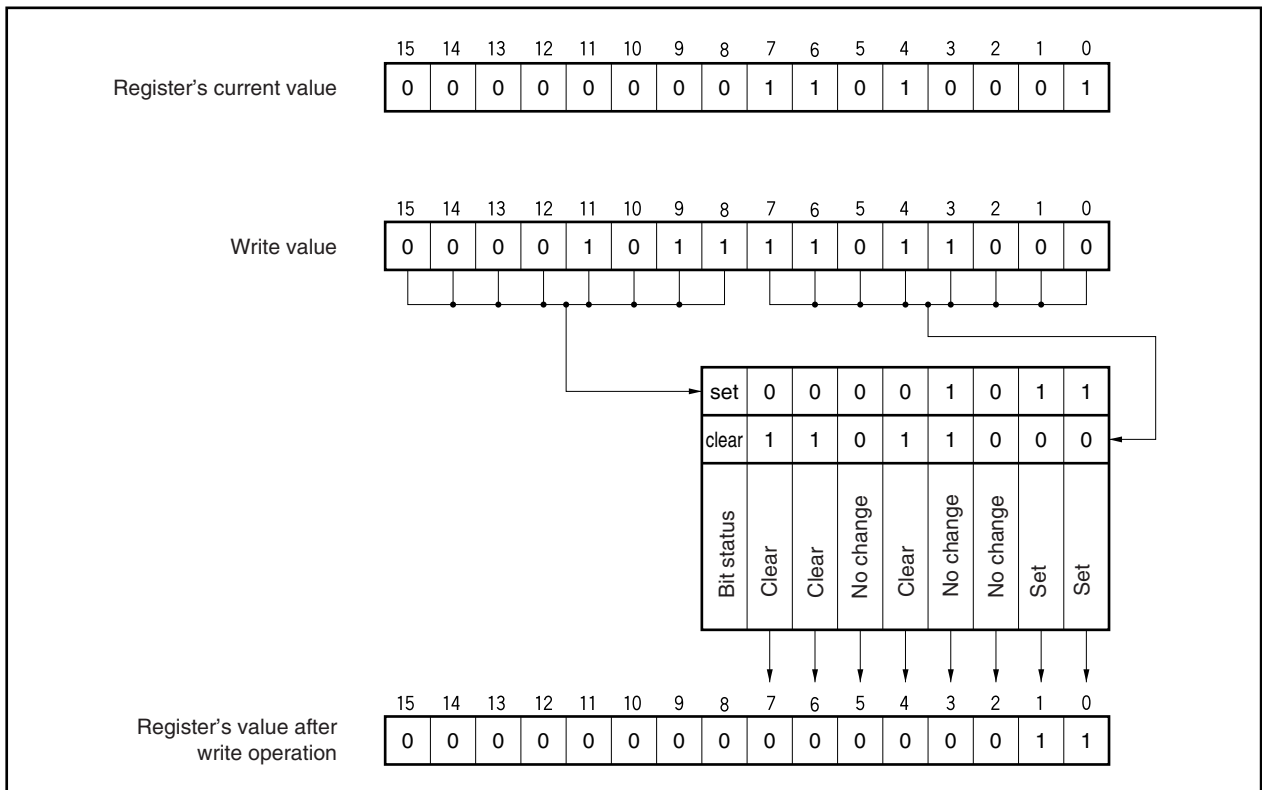 15 14 13 12 11 10 9 8 7 6 5 4 3 2 1 0
Register's current value 0 0 0 0 0 0 0 0 1 1 0 1 0 0 0 1
15 14 13 12 11 10 9 8 7 6 5 4 3 2 1 0
Write value 0 0 0 0 1 0 1 1 1 1 0 1 1 0 0 0
set 0 0 0 0 1 0 1 1
clear 1 1 0 1 1 0 0 0
Bit status Clear Clear No change Clear No change No change Set Set
15 14 13 12 11 10 9 8 7 6 5 4 3 2 1 0
Register's value after
write operation 0 0 0 0 0 0 0 0 0 0 0 0 0 0 1 1